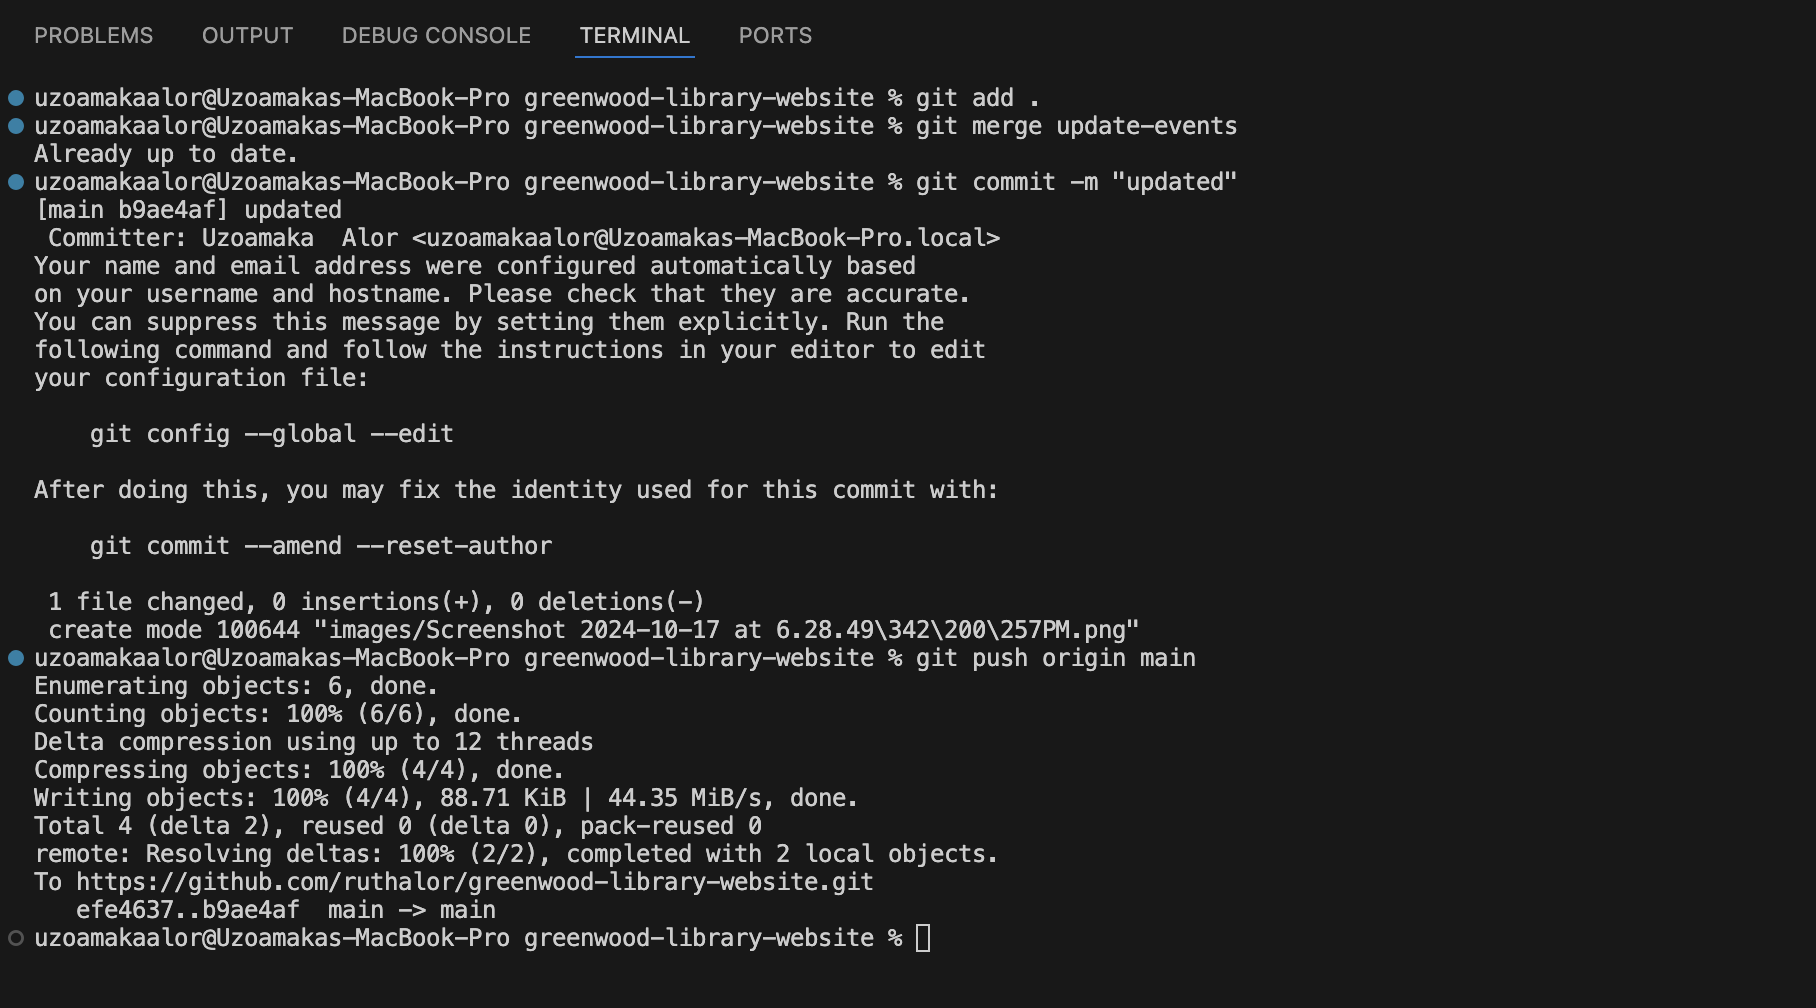 PROBLEMS OUTPUT DEBUG CONSOLE TERMINAL PORTS
uzoamakaalor@Uzoamakas-MacBook-Pro greenwood-library-website % git add .
uzoamakaalor@Uzoamakas-MacBook-Pro greenwood-library-website % git merge update-events
Already up to date.
uzoamakaalor@Uzoamakas-MacBook-Pro greenwood-library-website % git commit -m "updated"
[main b9ae4af] updated
 Committer: Uzoamaka  Alor <uzoamakaalor@Uzoamakas-MacBook-Pro.local>
Your name and email address were configured automatically based
on your username and hostname. Please check that they are accurate.
You can suppress this message by setting them explicitly. Run the
following command and follow the instructions in your editor to edit
your configuration file:
    git config --global --edit
After doing this, you may fix the identity used for this commit with:
    git commit --amend --reset-author
 1 file changed, 0 insertions(+), 0 deletions(-)
 create mode 100644 "images/Screenshot 2024-10-17 at 6.28.49\342\200\257PM.png"
uzoamakaalor@Uzoamakas-MacBook-Pro greenwood-library-website % git push origin main
Enumerating objects: 6, done.
Counting objects: 100% (6/6), done.
Delta compression using up to 12 threads
Compressing objects: 100% (4/4), done.
Writing objects: 100% (4/4), 88.71 KiB | 44.35 MiB/s, done.
Total 4 (delta 2), reused 0 (delta 0), pack-reused 0
remote: Resolving deltas: 100% (2/2), completed with 2 local objects.
To https://github.com/ruthalor/greenwood-library-website.git
   efe4637..b9ae4af  main -> main
uzoamakaalor@Uzoamakas-MacBook-Pro greenwood-library-website %